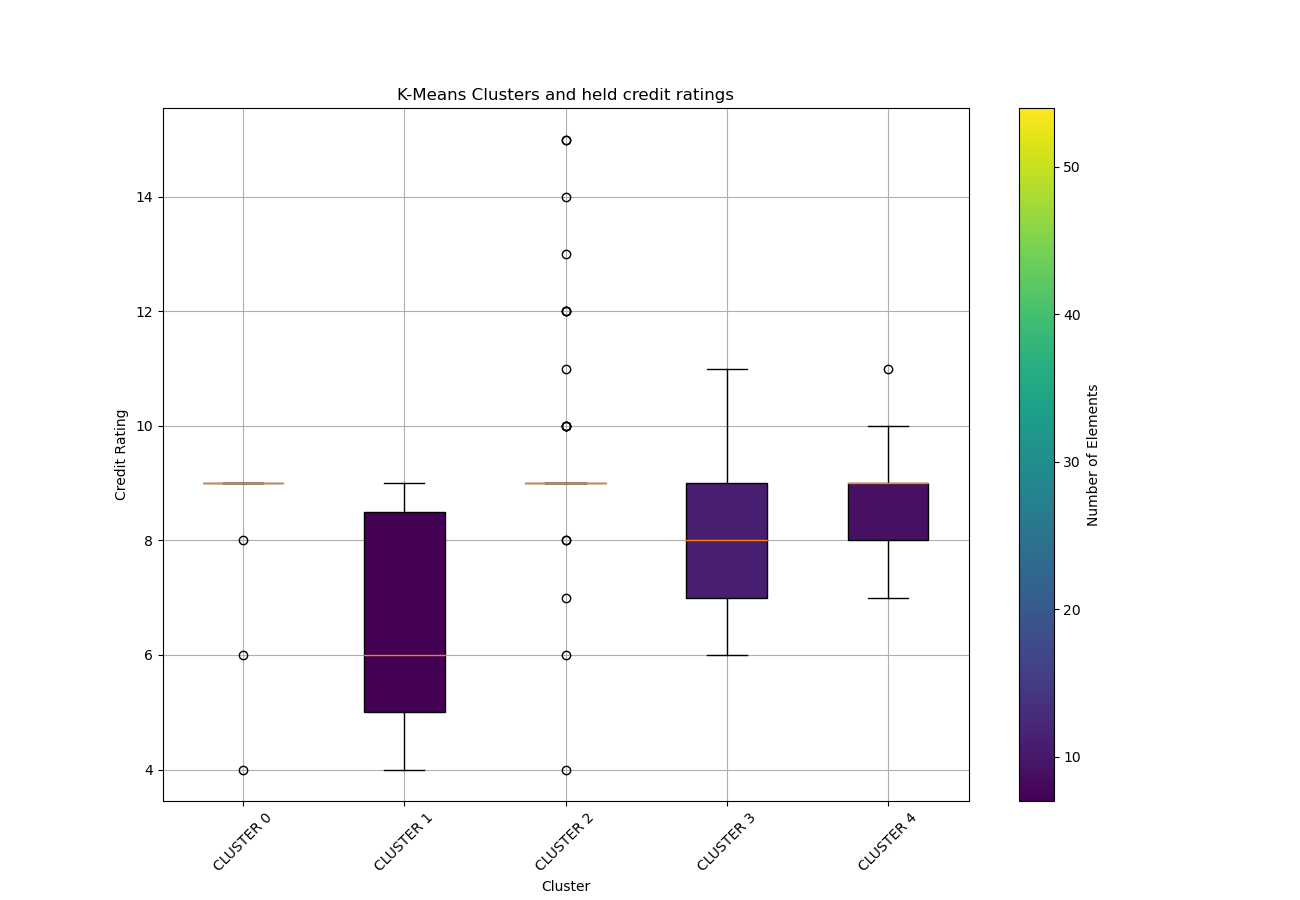 K-Means Clusters and held credit ratings
14
12
10
8
6
4
Credit Rating
CLUSTER 0
CLUSTER 1
CLUSTER 2
CLUSTER 3
CLUSTER 4
Cluster
50
40
30
20
10
Number of Elements